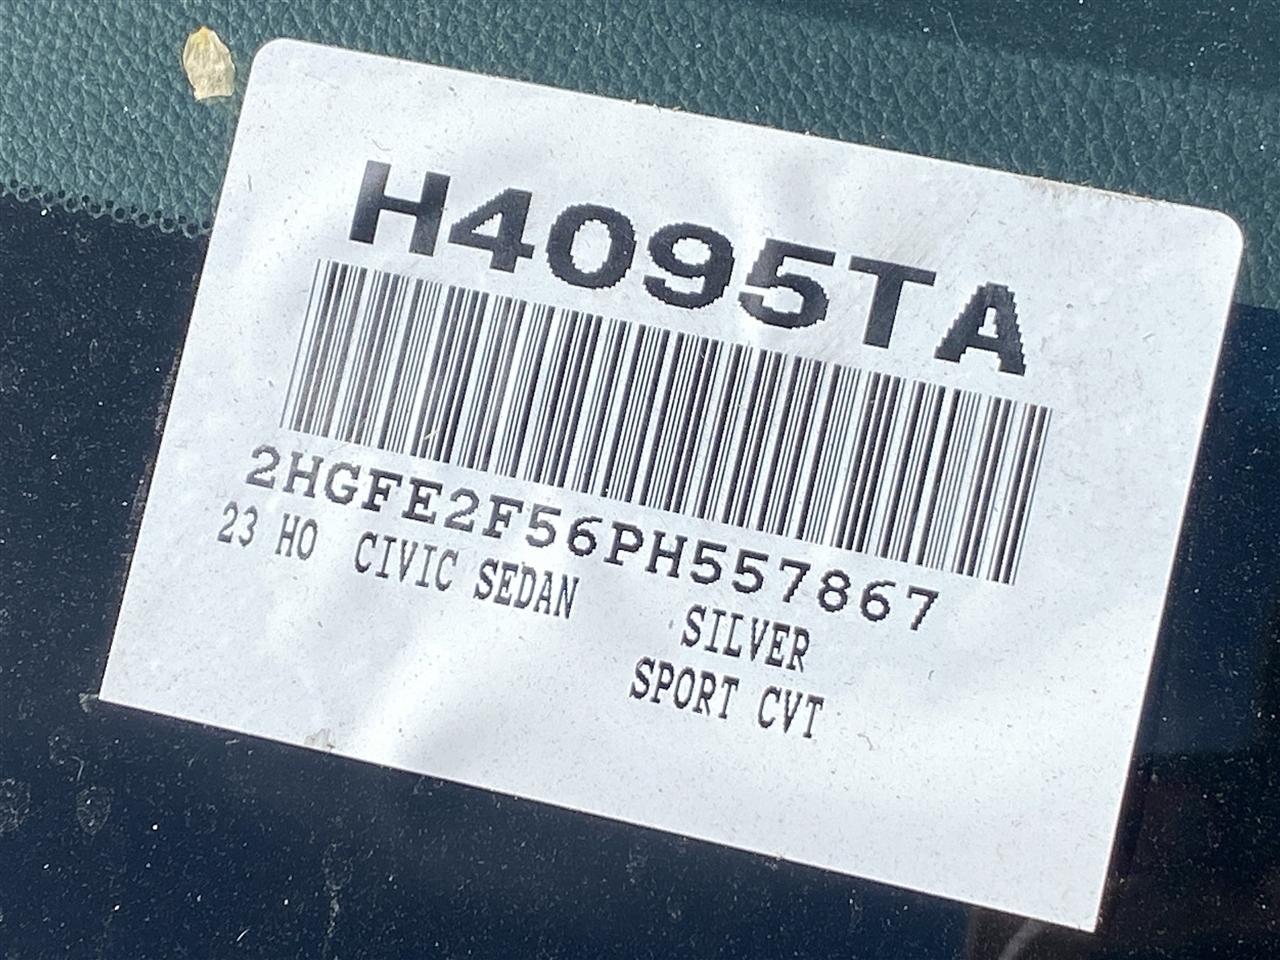 H4095TA
2HGFE2F56PH557867
23 HO CIVIC SEDAN SILVER
SPORT CVT